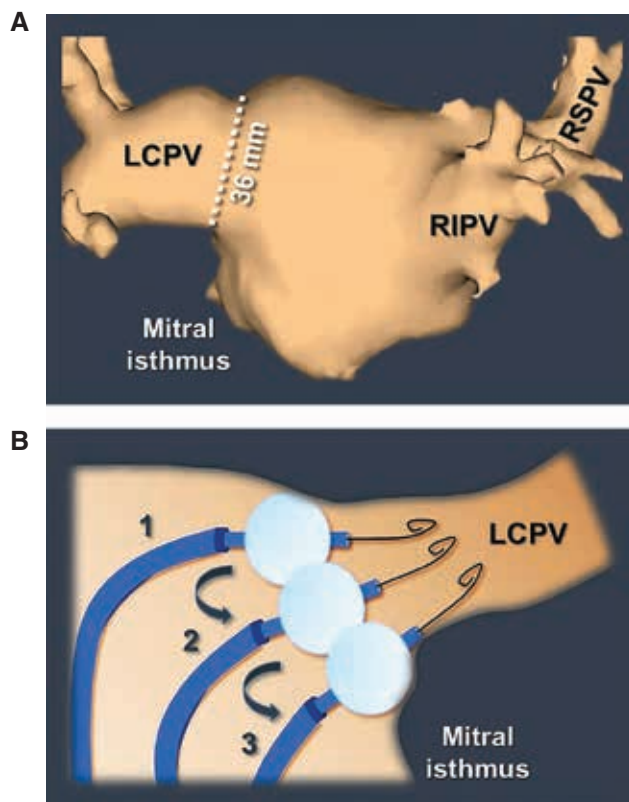 A
LCPV
36 mm
RSPV
RIPV
Mitral
isthmus
B
1
LCPV
2
3
Mitral
isthmus